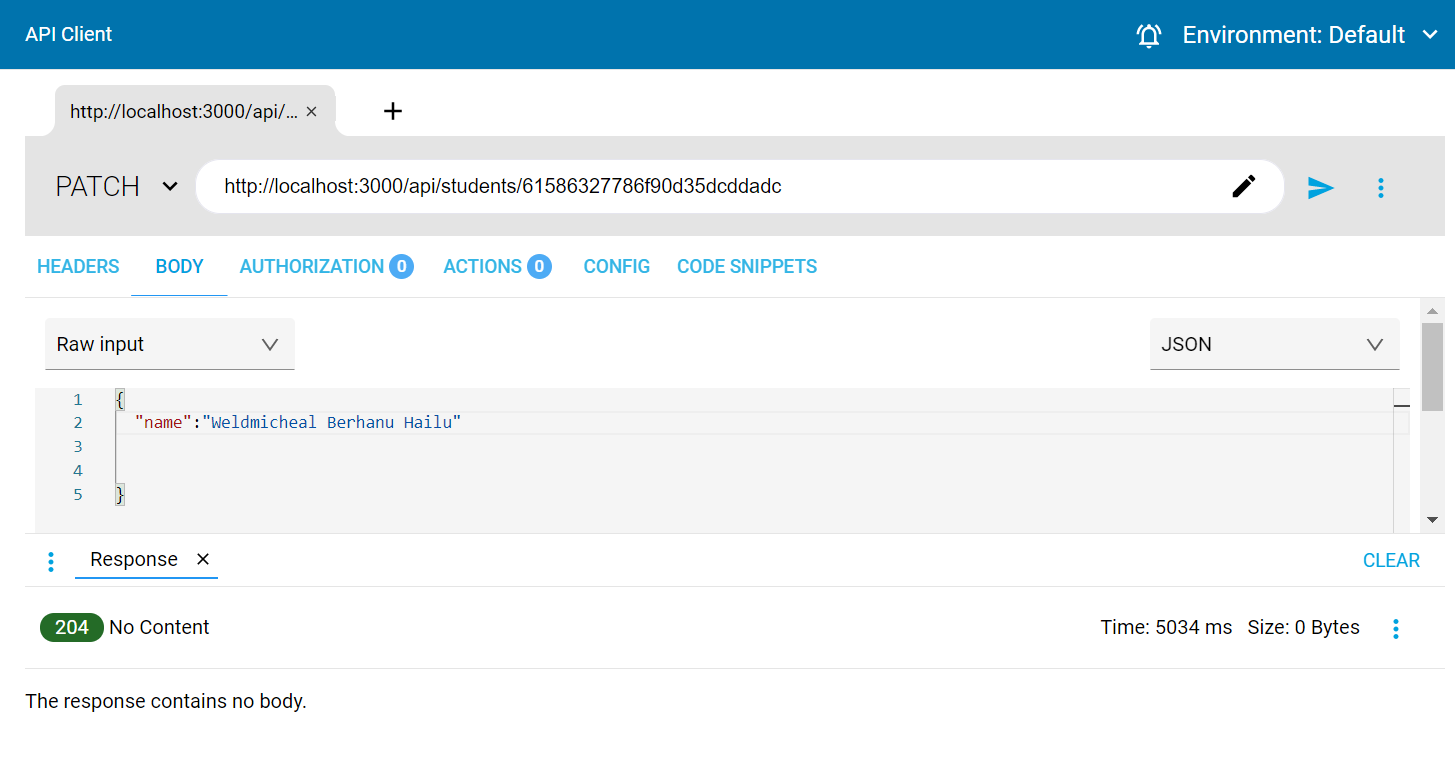 API Client
Environment: Default
http://localhost:3000/api/...
PATCH
http://localhost:3000/api/students/61586327786f90d35dcddadc
HEADERS BODY AUTHORIZATION 0 ACTIONS 0 CONFIG CODE SNIPPETS
Raw input
JSON
1 {
2 "name":"Weldmicheal Berhanu Hailu"
3
4
5 }
Response
CLEAR
204 No Content
Time: 5034 ms Size: 0 Bytes
The response contains no body.